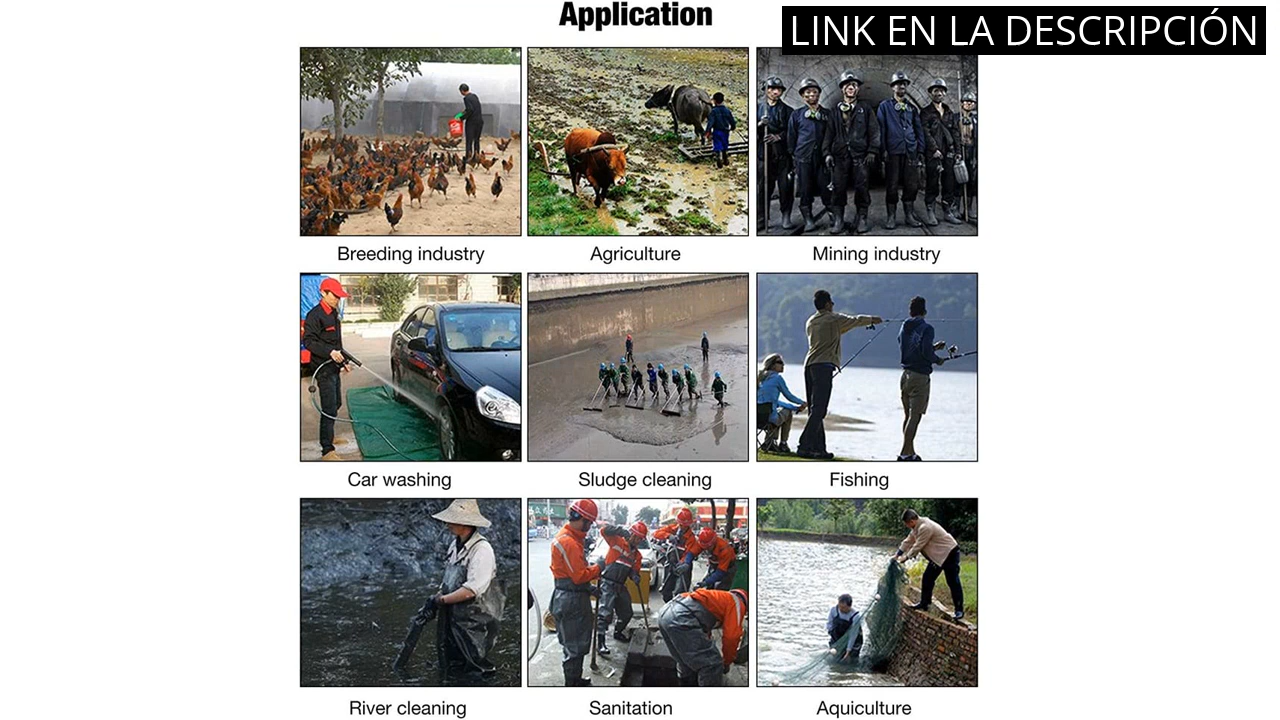 Application
LINK EN LA DESCRIPCIÓN
Breeding industry
Agriculture
Mining industry
Car washing
Sludge cleaning
Fishing
River cleaning
Sanitation
Aquiculture